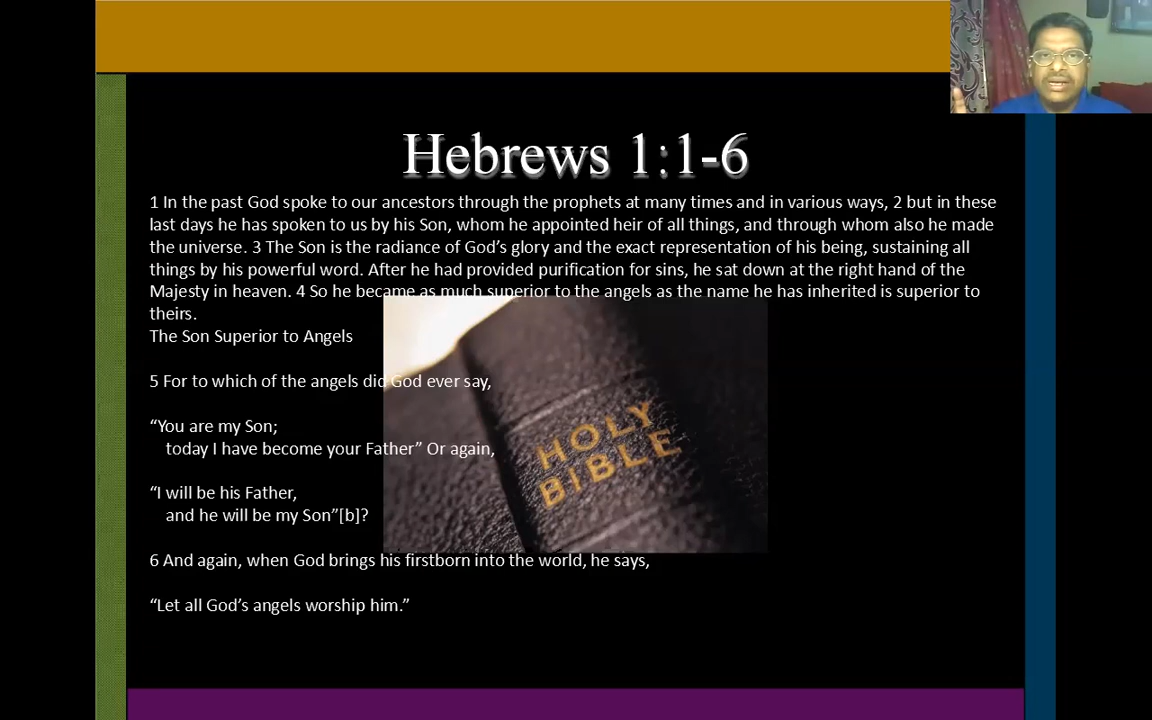 Hebrews 1:1-6
1 In the past God spoke to our ancestors through the prophets at many times and in various ways, 2 but in these
last days he has spoken to us by his Son, whom he appointed heir of all things, and through whom also he made
the universe. 3 The Son is the radiance of God’s glory and the exact representation of his being, sustaining all
things by his powerful word. After he had provided purification for sins, he sat down at the right hand of the
Majesty in heaven. 4 So he became as much superior to the angels as the name he has inherited is superior to
theirs.
The Son Superior to Angels
5 For to which of the angels did God ever say,
“You are my Son;
today I have become your Father” Or again,
HOLY
BIBLE
“I will be his Father,
and he will be my Son”[b]?
6 And again, when God brings his firstborn into the world, he says,
“Let all God’s angels worship him.”